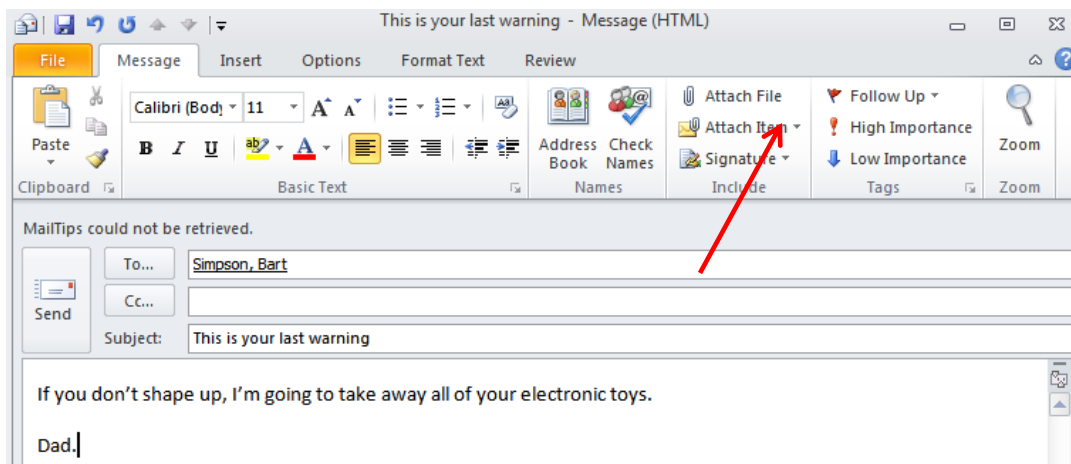 This is your last warning - Message (HTML)
File Message Insert Options Format Text Review
Calibri (Body 11 Attach File Follow Up
Attach Item High Importance
Paste B I U Address Book Check Names Signature Low Importance Zoom
Clipboard Basic Text Names Include Tags Zoom
MailTips could not be retrieved.
To... Simpson, Bart
Cc...
Send
Subject: This is your last warning
If you don’t shape up, I’m going to take away all of your electronic toys.
Dad.